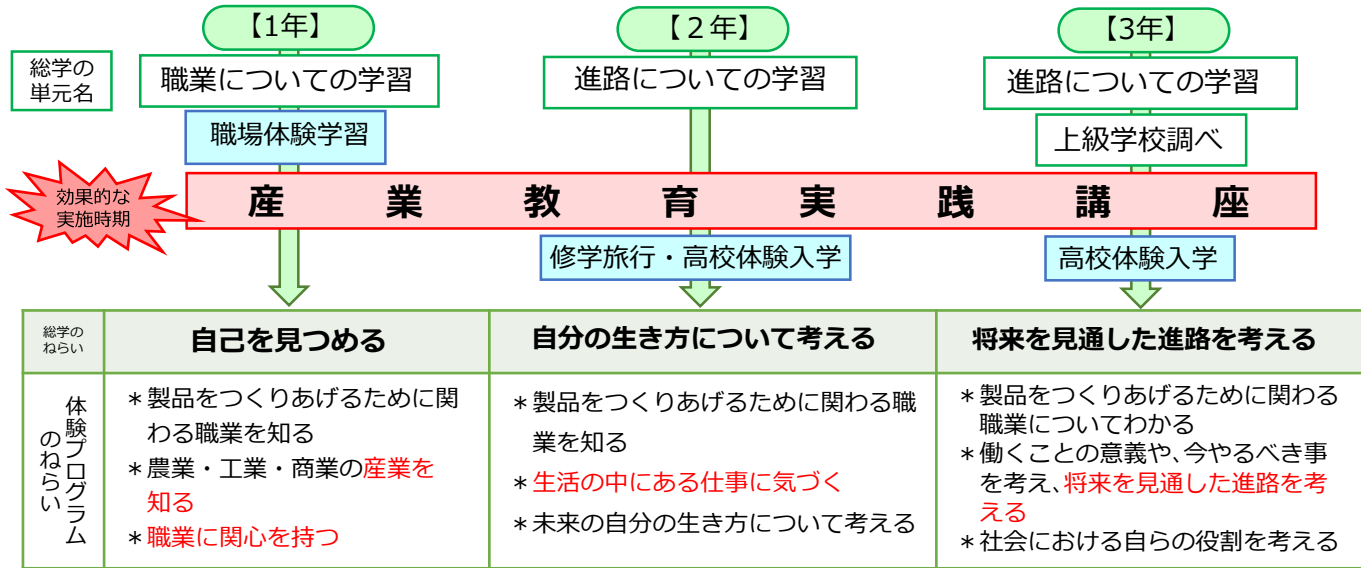 【1年】
【２年】
【3年】
総学の
単元名
職業についての学習
進路についての学習
進路についての学習
職場体験学習
上級学校調べ
効果的な
実施時期
産業教育実践講座
修学旅行・高校体験入学
高校体験入学
総学の
ねらい
自己を見つめる
自分の生き方について考える
将来を見通した進路を考える
体験プログラム
のねらい
＊製品をつくりあげるために関
わる職業を知る
＊農業・工業・商業の産業を
知る
＊職業に関心を持つ
＊製品をつくりあげるために関わる職
業を知る
＊生活の中にある仕事に気づく
＊未来の自分の生き方について考える
＊製品をつくりあげるために関わる
職業についてわかる
＊働くことの意義や､今やるべき事
を考え､将来を見通した進路を考
える
＊社会における自らの役割を考える